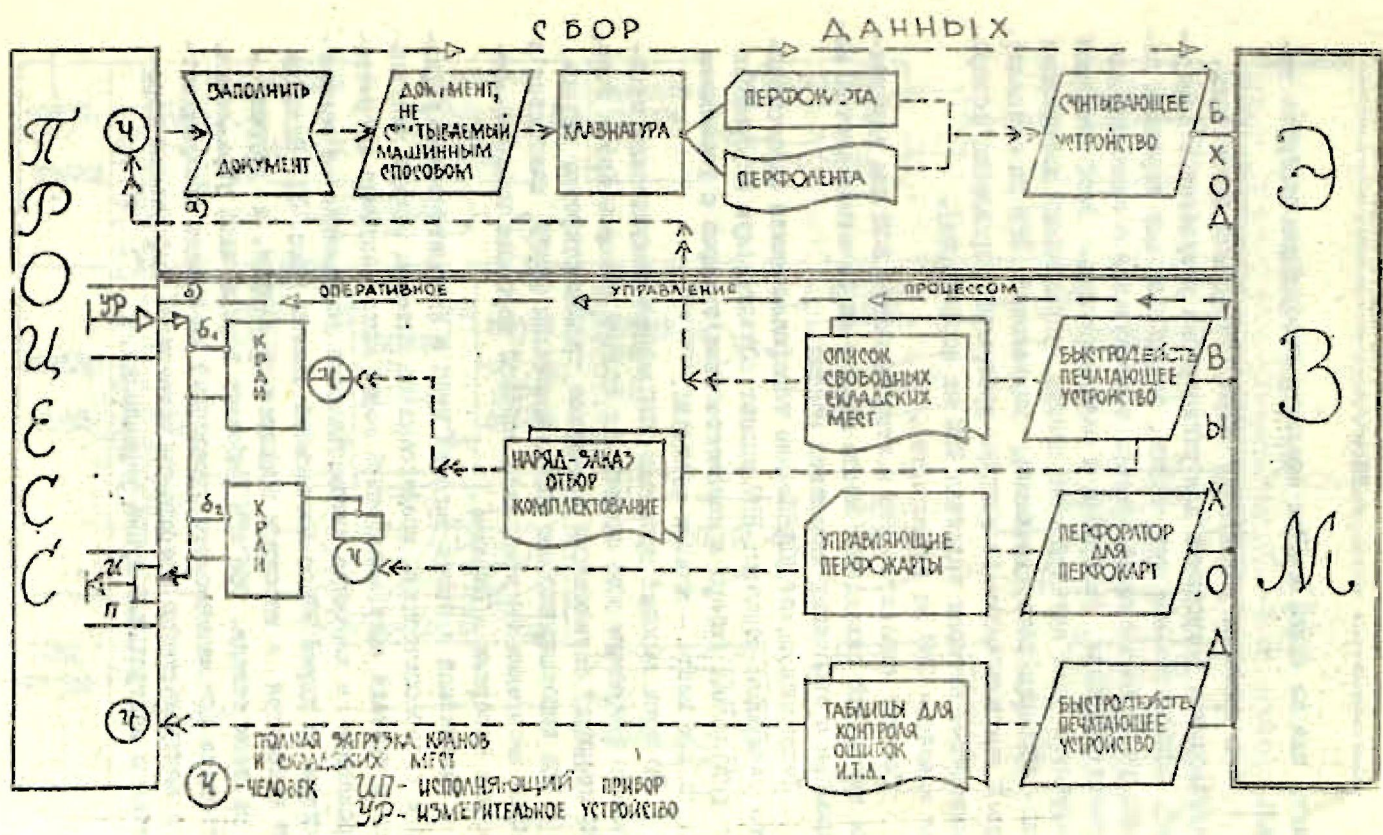 СБОР ДАННЫХ
ПРОЦЕСС
Ч
ЗАПОЛНИТЬ
ДОКУМЕНТ
а)
ДОКУМЕНТ,
НЕ
СЧИТЫВАЕМЫЙ
МАШИННЫМ
СПОСОБОМ
КЛАВИАТУРА
ПЕРФОКАРТА
ПЕРФОЛЕНТА
СЧИТЫВАЮЩЕЕ
УСТРОЙСТВО
ВХОД
ЭВМ
б)
ОПЕРАТИВНОЕ УПРАВЛЕНИЯ ПРОЦЕССОМ
УР
б₁
КРАН
Ч
СПИСОК
СВОБОДНЫХ
СКЛАДСКИХ
МЕСТ
БЫСТРОДЕЙСТВ.
ПЕЧАТАЮЩЕЕ
УСТРОЙСТВО
ВЫХОД
НАРЯД-ЗАКАЗ
ОТБОР
КОМПЛЕКТОВАНИЕ
б₂
КРАН
Ч
УПРАВЛЯЮЩИЕ
ПЕРФОКАРТЫ
ПЕРФОРАТОР
ДЛЯ
ПЕРФОКАРТ
И
П
Ч
ТАБЛИЦЫ ДЛЯ
КОНТРОЛЯ
ОШИБОК
И.Т.Д.
БЫСТРОДЕЙСТВ.
ПЕЧАТАЮЩЕЕ
УСТРОЙСТВО
ПОЛНАЯ ЗАГРУЗКА КРАНОВ
И СКЛАДСКИХ МЕСТ
Ч - ЧЕЛОВЕК ИП - ИСПОЛНЯЮЩИЙ ПРИБОР
УР - ИЗМЕРИТЕЛЬНОЕ УСТРОЙСТВО